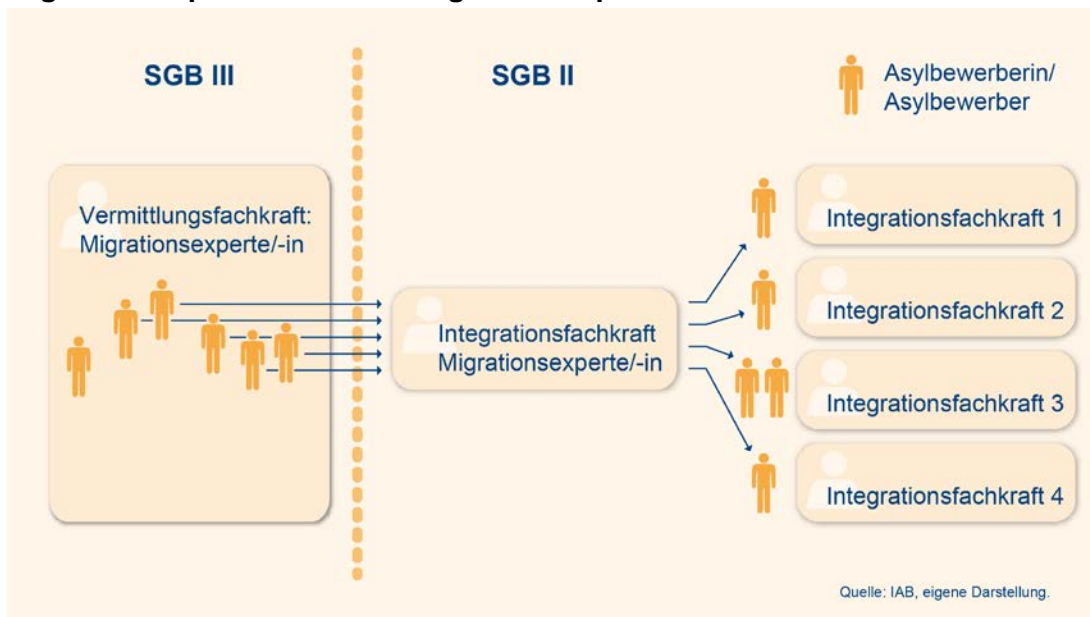 SGB III
SGB II
Asylbewerberin/
Asylbewerber
Vermittlungsfachkraft:
Migrationsexperte/-in
Integrationsfachkraft
Migrationsexperte/-in
Integrationsfachkraft 1
Integrationsfachkraft 2
Integrationsfachkraft 3
Integrationsfachkraft 4
Quelle: IAB, eigene Darstellung.